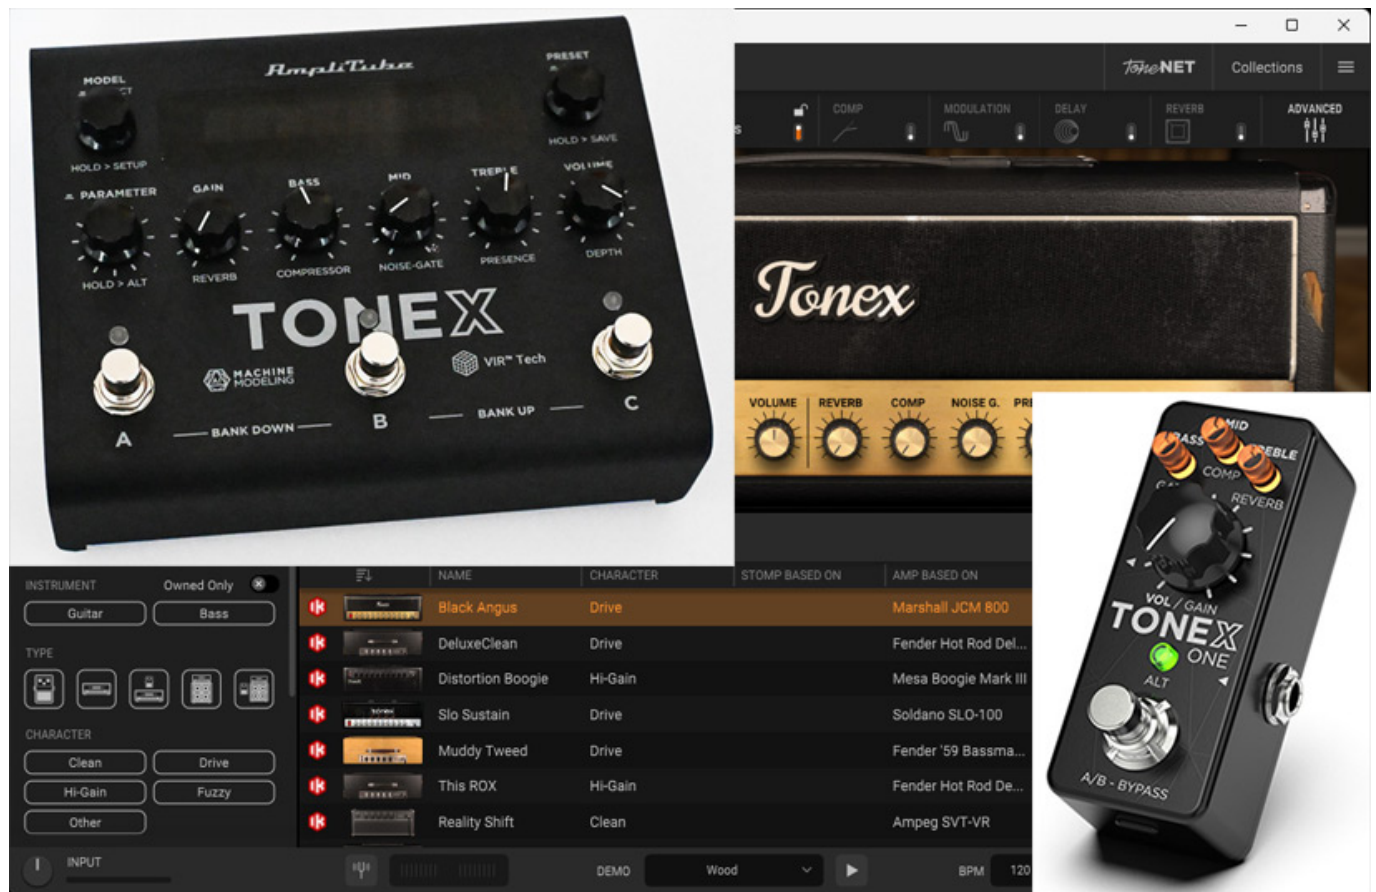 AmpliTube
MODEL
PRESET
HOLD > SETUP
HOLD > SAVE
PARAMETER
GAIN
BASS
MID
TREBLE
VOLUME
HOLD > ALT
REVERB
COMPRESSOR
NOISE-GATE
PRESENCE
DEPTH
TONEX
MACHINE
MODELING
VIR™ Tech
A
BANK DOWN
B
BANK UP
C
ToneNET
Collections
COMP
MODULATION
DELAY
REVERB
ADVANCED
Tonex
VOLUME
REVERB
COMP
NOISE G.
INSTRUMENT
Owned Only
Guitar
Bass
TYPE
CHARACTER
Clean
Drive
Hi-Gain
Fuzzy
Other
NAME
CHARACTER
STOMP BASED ON
AMP BASED ON
Black Angus
Drive
Marshall JCM 800
DeluxeClean
Drive
Fender Hot Rod Del...
Distortion Boogie
Hi-Gain
Mesa Boogie Mark III
Slo Sustain
Drive
Soldano SLO-100
Muddy Tweed
Drive
Fender '59 Bassma...
This ROX
Hi-Gain
Fender Hot Rod De...
Reality Shift
Clean
Ampeg SVT-VR
INPUT
DEMO
Wood
BPM
120
MID
COMP
REVERB
VOL / GAIN
TONEX
ONE
ALT
A/B - BYPASS